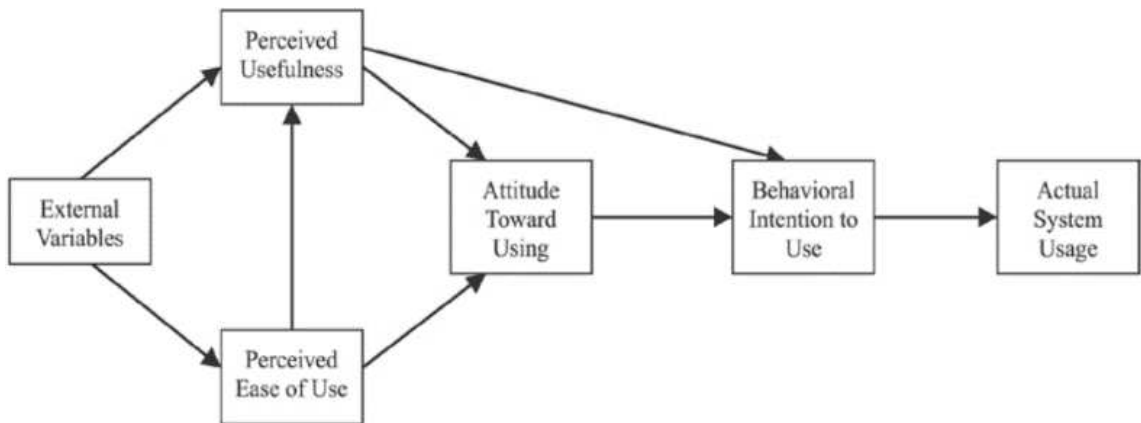 Perceived
Usefulness
External
Variables
Attitude
Toward
Using
Behavioral
Intention to
Use
Actual
System
Usage
Perceived
Ease of Use